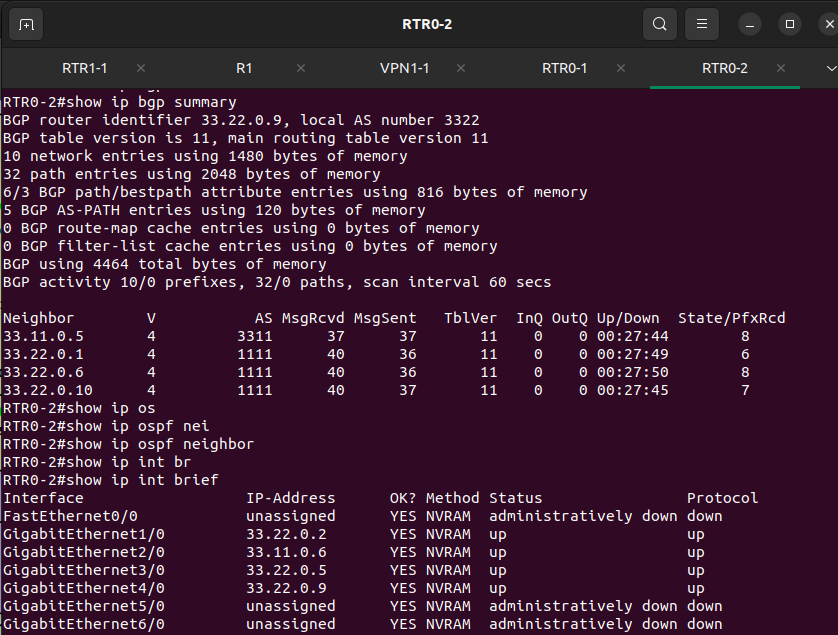 RTR0-2
RTR1-1 R1 VPN1-1 RTR0-1 RTR0-2
RTR0-2#show ip bgp summary
BGP router identifier 33.22.0.9, local AS number 3322
BGP table version is 11, main routing table version 11
10 network entries using 1480 bytes of memory
32 path entries using 2048 bytes of memory
6/3 BGP path/bestpath attribute entries using 816 bytes of memory
5 BGP AS-PATH entries using 120 bytes of memory
0 BGP route-map cache entries using 0 bytes of memory
0 BGP filter-list cache entries using 0 bytes of memory
BGP using 4464 total bytes of memory
BGP activity 10/0 prefixes, 32/0 paths, scan interval 60 secs
Neighbor        V           AS MsgRcvd MsgSent   TblVer  InQ OutQ Up/Down  State/PfxRcd
33.11.0.5       4         3311      37      37       11    0    0 00:27:44        8
33.22.0.1       4         1111      40      36       11    0    0 00:27:49        6
33.22.0.6       4         1111      40      36       11    0    0 00:27:50        8
33.22.0.10      4         1111      40      37       11    0    0 00:27:45        7
RTR0-2#show ip os
RTR0-2#show ip ospf nei
RTR0-2#show ip ospf neighbor
RTR0-2#show ip int br
RTR0-2#show ip int brief
Interface                  IP-Address      OK? Method Status                Protocol
FastEthernet0/0            unassigned      YES NVRAM  administratively down down
GigabitEthernet1/0         33.22.0.2       YES NVRAM  up                    up
GigabitEthernet2/0         33.11.0.6       YES NVRAM  up                    up
GigabitEthernet3/0         33.22.0.5       YES NVRAM  up                    up
GigabitEthernet4/0         33.22.0.9       YES NVRAM  up                    up
GigabitEthernet5/0         unassigned      YES NVRAM  administratively down down
GigabitEthernet6/0         unassigned      YES NVRAM  administratively down down